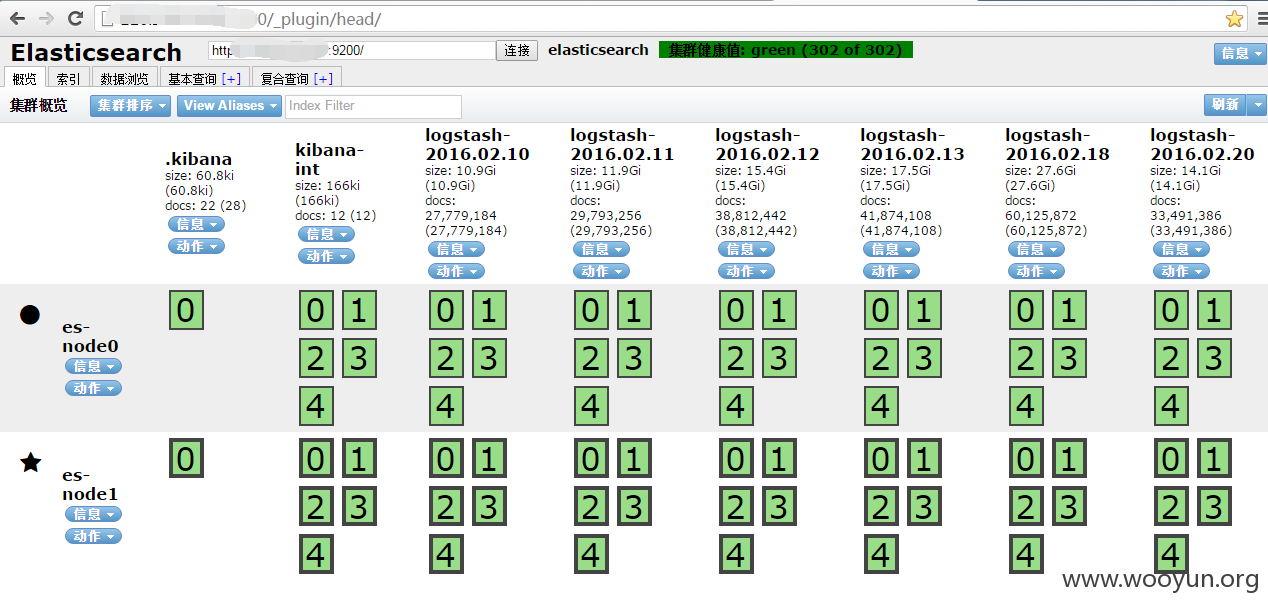 0/_plugin/head/
Elasticsearch :9200/ 连接 elasticsearch 集群健康值: green (302 of 302) 信息
概览 索引 数据浏览 基本查询 [+] 复合查询 [+]
集群概览 集群排序 View Aliases Index Filter 刷新
.kibana
size: 60.8ki
(60.8ki)
docs: 22 (28)
信息
动作
kibana-
int
size: 166ki
(166ki)
docs: 12 (12)
信息
动作
logstash-
2016.02.10
size: 10.9Gi
(10.9Gi)
docs:
27,779,184
(27,779,184)
信息
动作
logstash-
2016.02.11
size: 11.9Gi
(11.9Gi)
docs:
29,793,256
(29,793,256)
信息
动作
logstash-
2016.02.12
size: 15.4Gi
(15.4Gi)
docs:
38,812,442
(38,812,442)
信息
动作
logstash-
2016.02.13
size: 17.5Gi
(17.5Gi)
docs:
41,874,108
(41,874,108)
信息
动作
logstash-
2016.02.18
size: 27.6Gi
(27.6Gi)
docs:
60,125,872
(60,125,872)
信息
动作
logstash-
2016.02.20
size: 14.1Gi
(14.1Gi)
docs:
33,491,386
(33,491,386)
信息
动作
es-
node0
信息
动作
0 0 1 0 1 0 1 0 1 0 1 0 1 0 1
2 3 2 3 2 3 2 3 2 3 2 3 2 3
4 4 4 4 4 4 4
es-
node1
信息
动作
0 0 1 0 1 0 1 0 1 0 1 0 1 0 1
2 3 2 3 2 3 2 3 2 3 2 3 2 3
4 4 4 4 4 4 4
www.wooyun.org